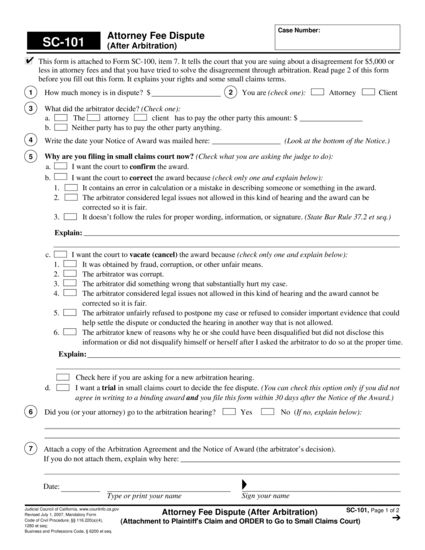 SC-101
Attorney Fee Dispute
(After Arbitration)
Case Number:
✔ This form is attached to Form SC-100, item 7. It tells the court that you are suing about a disagreement for $5,000 or
less in attorney fees and that you have tried to solve the disagreement through arbitration. Read page 2 of this form
before you fill out this form. It explains your rights and some small claims terms.
1 How much money is in dispute? $ 2 You are (check one): Attorney Client
3 What did the arbitrator decide? (Check one):
a. The attorney client has to pay the other party this amount: $
b. Neither party has to pay the other party anything.
4 Write the date your Notice of Award was mailed here: (Look at the bottom of the Notice.)
5 Why are you filing in small claims court now? (Check what you are asking the judge to do):
a. I want the court to confirm the award.
b. I want the court to correct the award because (check only one and explain below):
1. It contains an error in calculation or a mistake in describing someone or something in the award.
2. The arbitrator considered legal issues not allowed in this kind of hearing and the award can be
corrected so it is fair.
3. It doesn't follow the rules for proper wording, information, or signature. (State Bar Rule 37.2 et seq.)
Explain:
c. I want the court to vacate (cancel) the award because (check only one and explain below):
1. It was obtained by fraud, corruption, or other unfair means.
2. The arbitrator was corrupt.
3. The arbitrator did something wrong that substantially hurt my case.
4. The arbitrator considered legal issues not allowed in this kind of hearing and the award cannot be
corrected so it is fair.
5. The arbitrator unfairly refused to postpone my case or refused to consider important evidence that could
help settle the dispute or conducted the hearing in another way that is not allowed.
6. The arbitrator knew of reasons why he or she could have been disqualified but did not disclose this
information or did not disqualify himself or herself after I asked the arbitrator to do so at the proper time.
Explain:
Check here if you are asking for a new arbitration hearing.
d. I want a trial in small claims court to decide the fee dispute. (You can check this option only if you did not
agree in writing to a binding award and you file this form within 30 days after the Notice of the Award.)
6 Did you (or your attorney) go to the arbitration hearing? Yes No (If no, explain below):
7 Attach a copy of the Arbitration Agreement and the Notice of Award (the arbitrator's decision).
If you do not attach them, explain why here:
Date:
Type or print your name Sign your name
Judicial Council of California, www.courtinfo.ca.gov
Revised July 1, 2007, Mandatory Form
Code of Civil Procedure, §§ 116.220(a)(4),
1280 et seq.
Business and Professions Code, § 6200 et seq.
Attorney Fee Dispute (After Arbitration)
(Attachment to Plaintiff's Claim and ORDER to Go to Small Claims Court)
SC-101, Page 1 of 2
➔